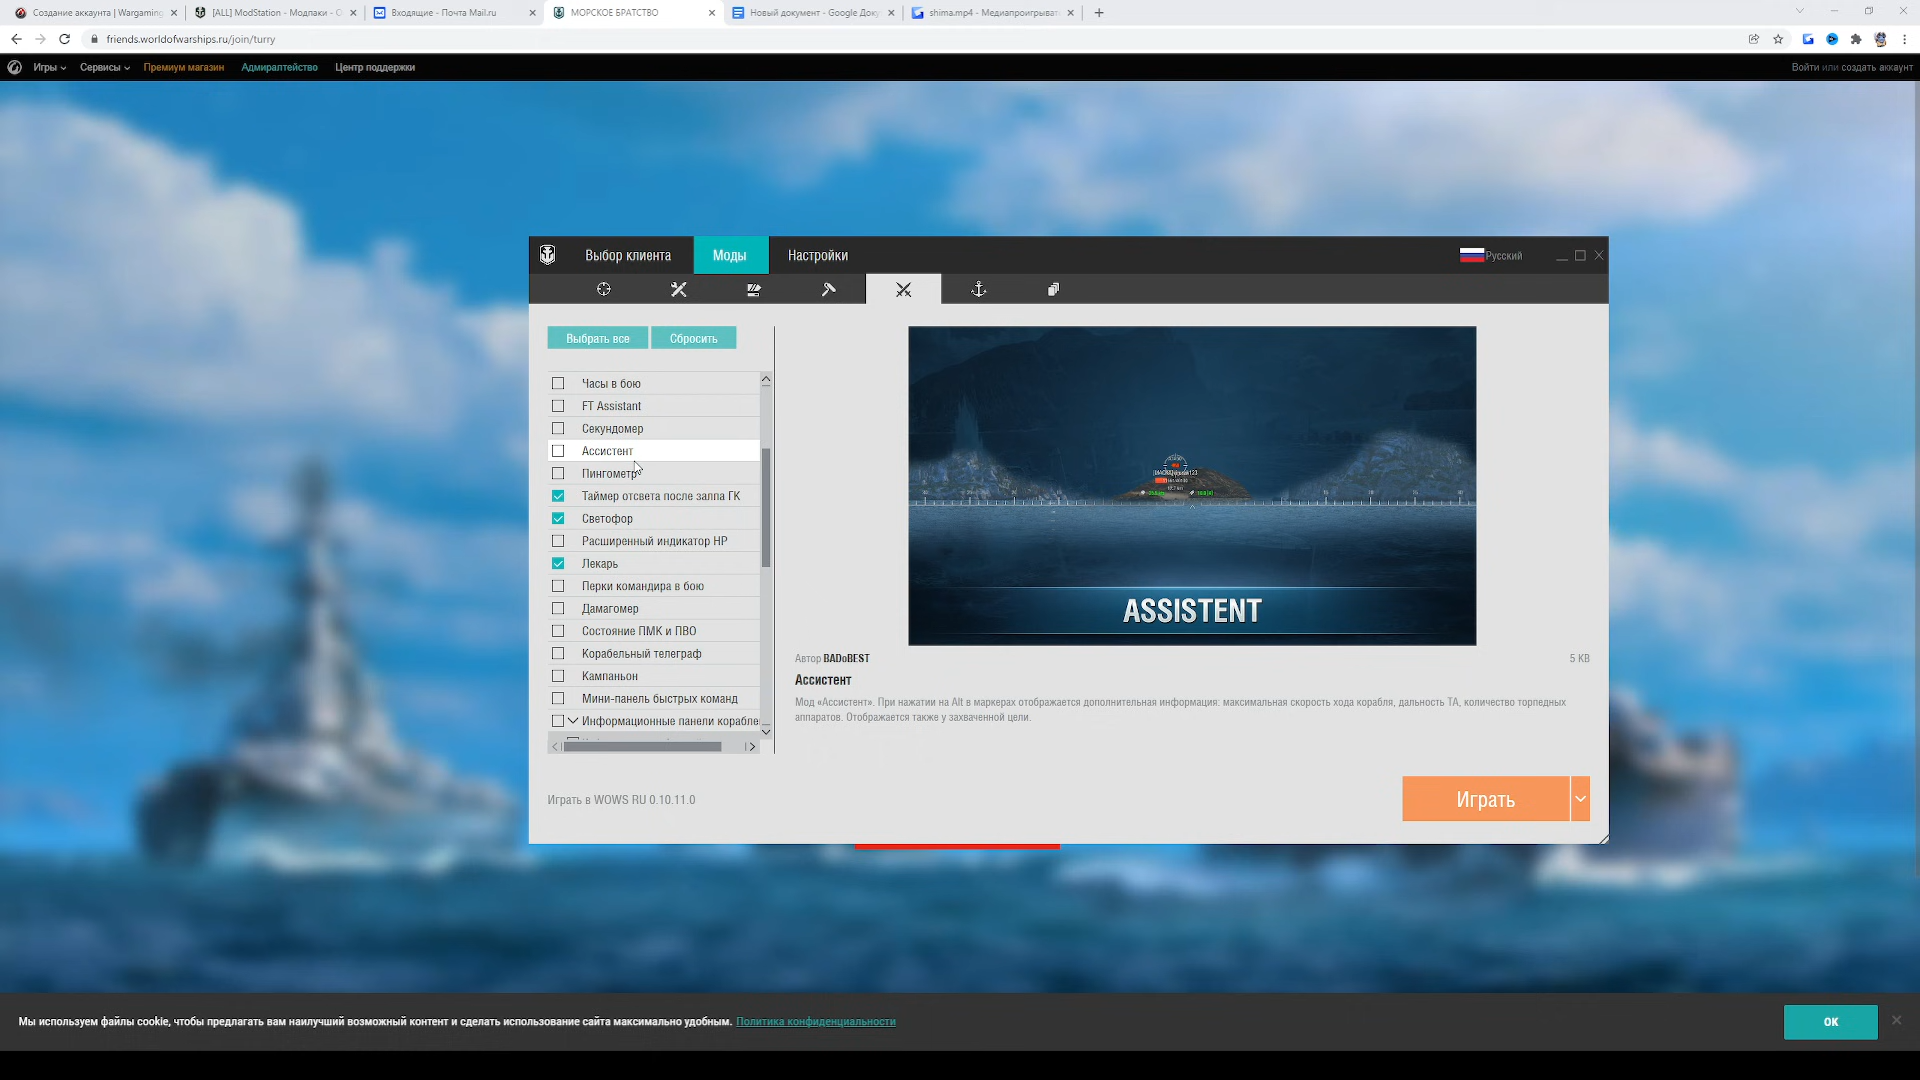 Создание аккаунта | Wargaming
[ALL] ModStation - Модпаки - О
Входящие - Почта Mail.ru
МОРСКОЕ БРАТСТВО
Новый документ - Google Доку
shima.mp4 - Медиапроигрыват
friends.worldofwarships.ru/join/turry
Игры
Сервисы
Премиум магазин
Адмиралтейство
Центр поддержки
Войти или создать аккаунт
Выбор клиента
Моды
Настройки
Русский
Выбрать все
Сбросить
Часы в бою
FT Assistant
Секундомер
Ассистент
Пингометр
Таймер отсвета после залпа ГК
Светофор
Расширенный индикатор HP
Лекарь
Перки командира в бою
Дамагомер
Состояние ПМК и ПВО
Корабельный телеграф
Кампаньон
Мини-панель быстрых команд
Информационные панели корабле
ASSISTENT
Автор BADoBEST
5 KB
Ассистент
Мод «Ассистент». При нажатии на Alt в маркерах отображается дополнительная информация: максимальная скорость хода корабля, дальность ТА, количество торпедных
аппаратов. Отображается также у захваченной цели.
Играть в WOWS RU 0.10.11.0
Играть
Мы используем файлы cookie, чтобы предлагать вам наилучший возможный контент и сделать использование сайта максимально удобным. Политика конфиденциальности
ОК